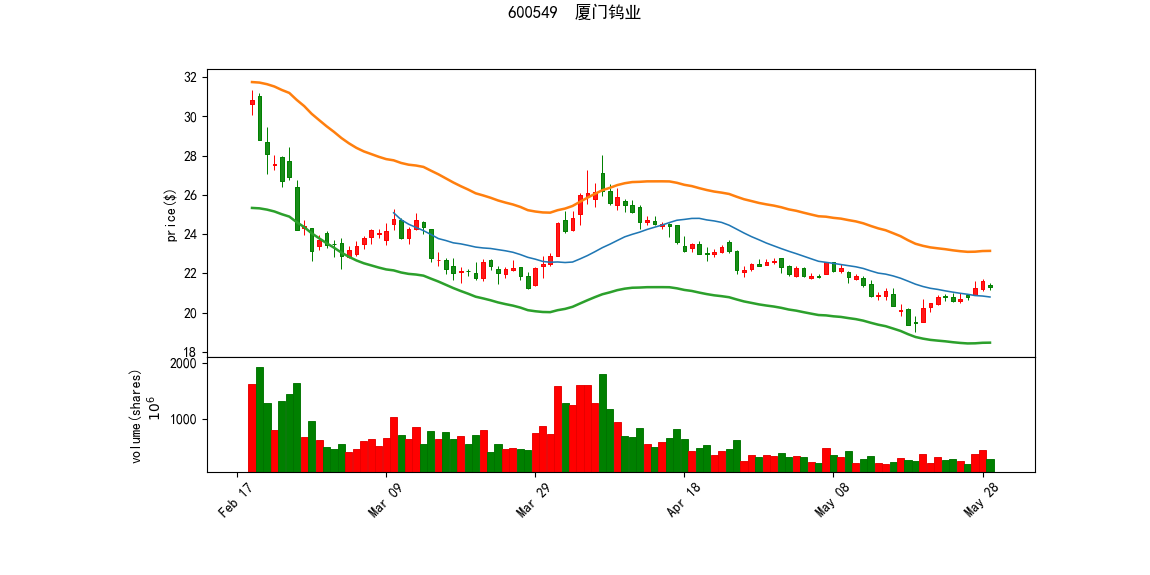 600549 厦门钨业
price($)
32
30
28
26
24
22
20
18
volume(shares)
10^6
2000
1000
Feb 17
Mar 09
Mar 29
Apr 18
May 08
May 28